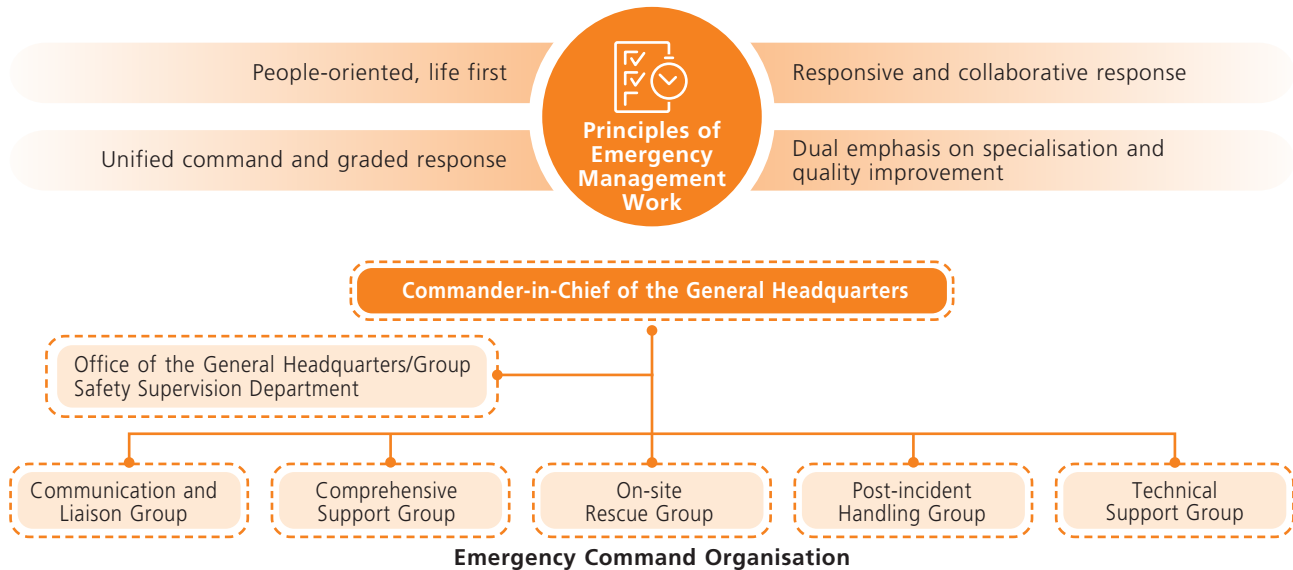 People-oriented, life first
Unified command and graded response
Principles of
Emergency
Management
Work
Responsive and collaborative response
Dual emphasis on specialisation and
quality improvement
Commander-in-Chief of the General Headquarters
Office of the General Headquarters/Group
Safety Supervision Department
Communication and
Liaison Group
Comprehensive
Support Group
On-site
Rescue Group
Post-incident
Handling Group
Technical
Support Group
Emergency Command Organisation